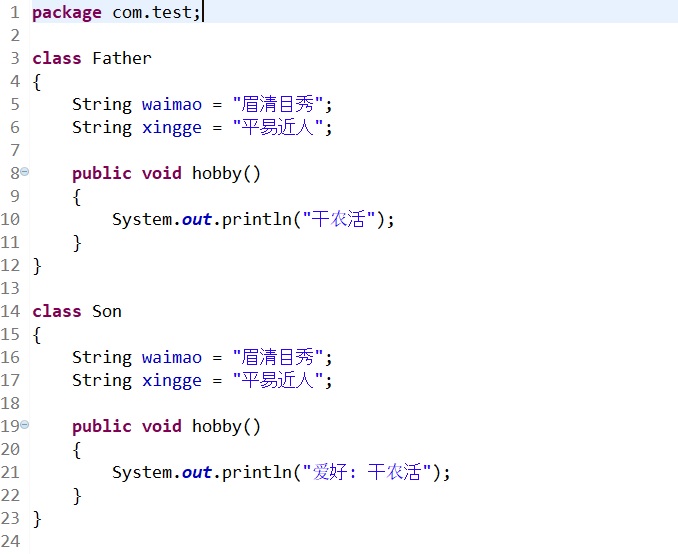 1 package com.test;
2
3 class Father
4 {
5     String waimao = "眉清目秀";
6     String xingge = "平易近人";
7
8     public void hobby()
9     {
10         System.out.println("干农活");
11     }
12 }
13
14 class Son
15 {
16     String waimao = "眉清目秀";
17     String xingge = "平易近人";
18
19     public void hobby()
20     {
21         System.out.println("爱好: 干农活");
22     }
23 }
24